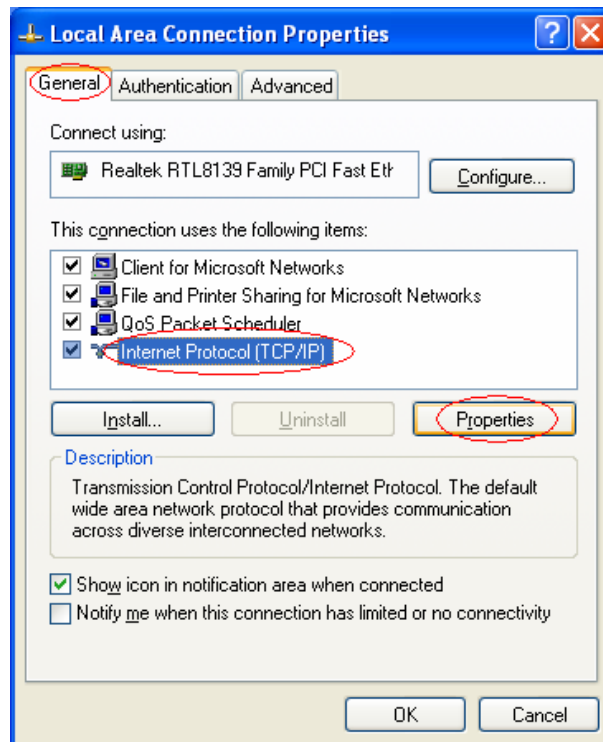 Local Area Connection Properties
General Authentication Advanced
Connect using:
Realtek RTL8139 Family PCI Fast Eth
Configure...
This connection uses the following items:
Client for Microsoft Networks
File and Printer Sharing for Microsoft Networks
QoS Packet Scheduler
Internet Protocol (TCP/IP)
Install... Uninstall Properties
Description
Transmission Control Protocol/Internet Protocol. The default
wide area network protocol that provides communication
across diverse interconnected networks.
Show icon in notification area when connected
Notify me when this connection has limited or no connectivity
OK Cancel